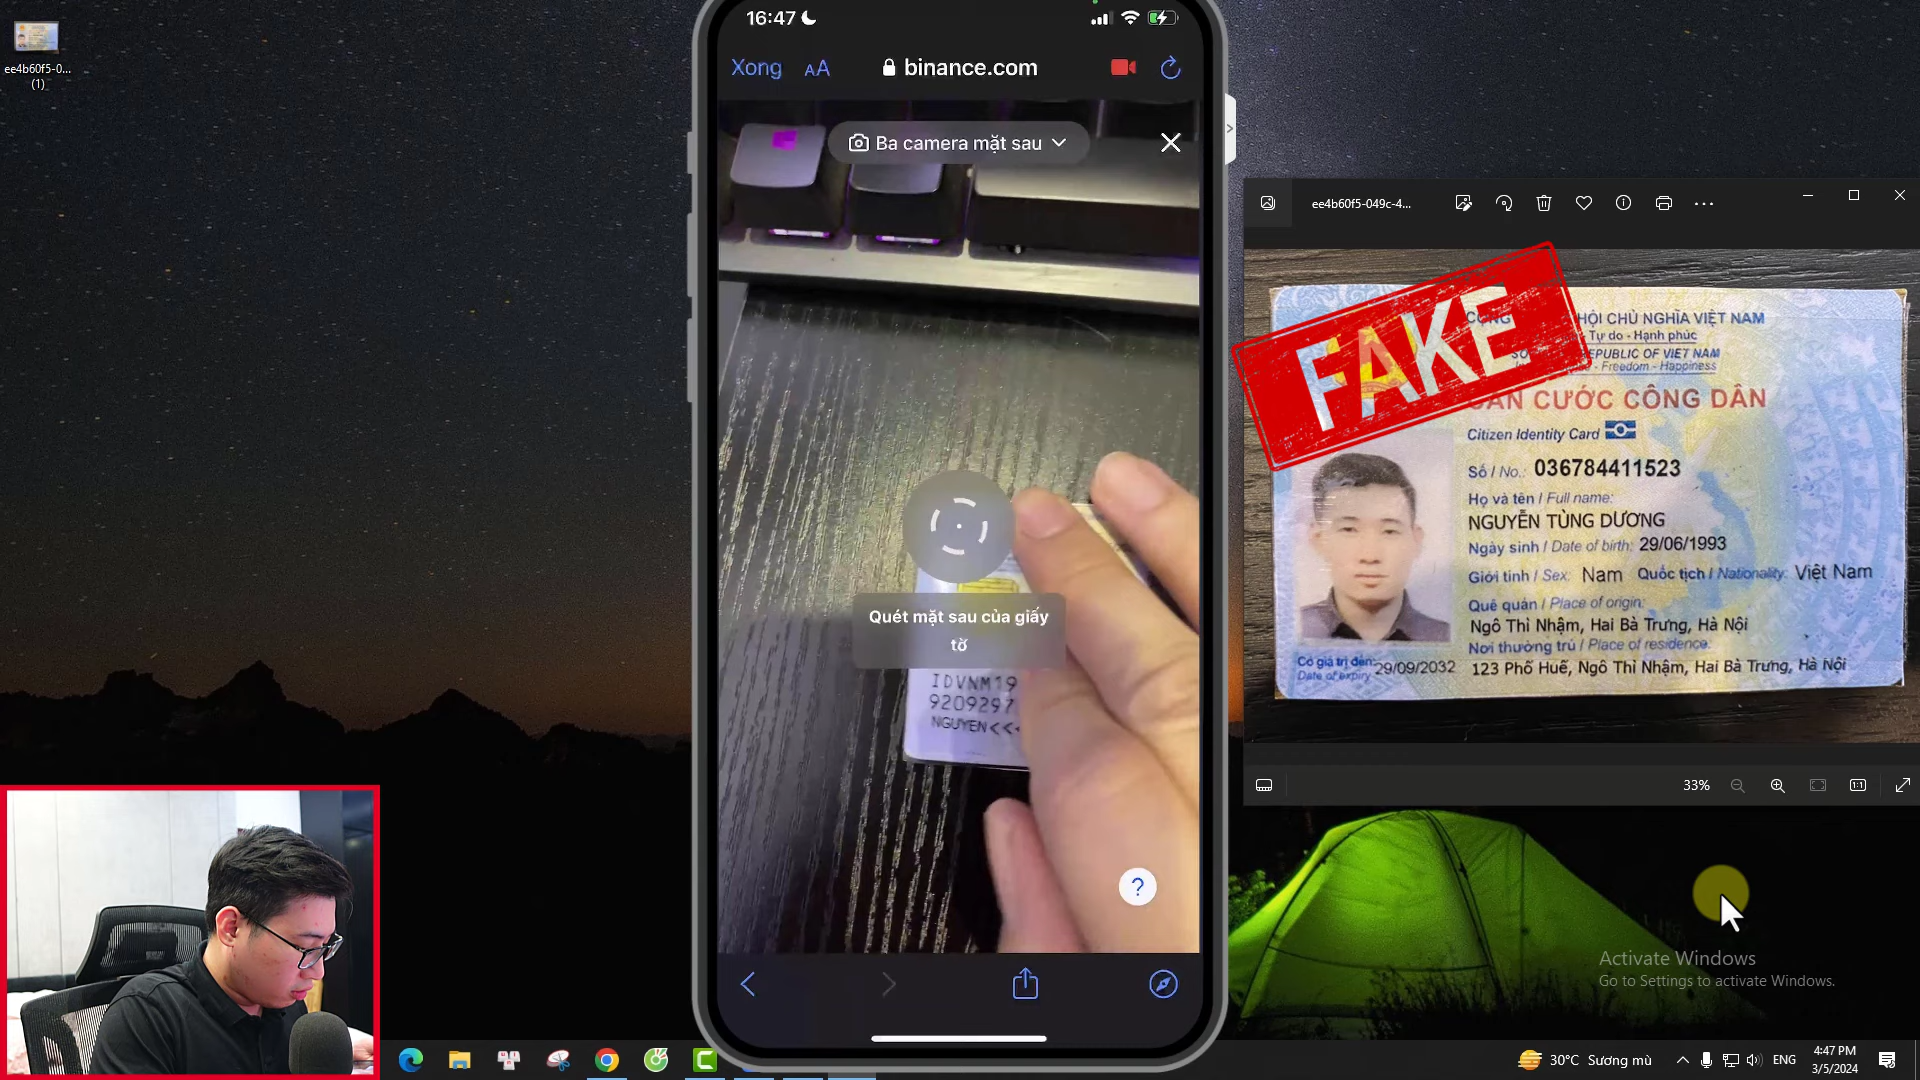 ee4b60f5-0...
(1)
16:47
Xong
AA
binance.com
Ba camera mặt sau
Quét mặt sau của giấy
tờ
IDVNM19
9209297
NGUYEN<<<
?
ee4b60f5-049c-4...
FAKE
HỘI CHỦ NGHĨA VIỆT NAM
Tự do - Hạnh phúc
REPUBLIC OF VIET NAM
- Freedom - Happiness
CĂN CƯỚC CÔNG DÂN
Citizen Identity Card
Số / No.: 036784411523
Họ và tên / Full name:
NGUYỄN TÙNG DƯƠNG
Ngày sinh / Date of birth: 29/06/1993
Giới tính / Sex: Nam Quốc tịch / Nationality: Việt Nam
Quê quán / Place of origin:
Ngô Thì Nhậm, Hai Bà Trưng, Hà Nội
Nơi thường trú / Place of residence:
Có giá trị đến: 29/09/2032
Date of expiry
123 Phố Huế, Ngô Thì Nhậm, Hai Bà Trưng, Hà Nội
33%
1:1
Activate Windows
Go to Settings to activate Windows.
30°C Sương mù
ENG
4:47 PM
3/5/2024